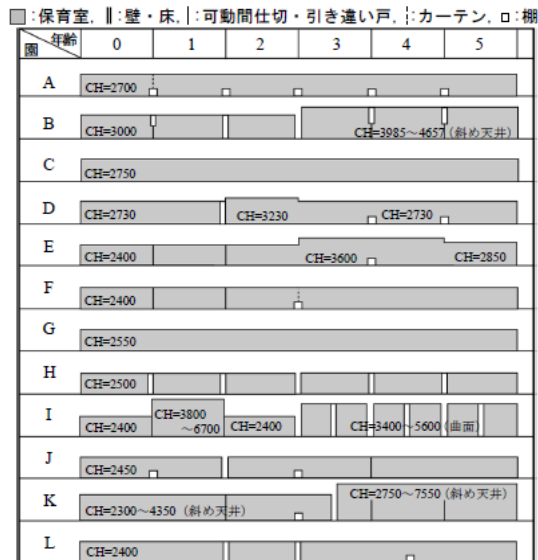 ■:保育室, ‖:壁・床, |:可動間仕切・引き違い戸, ┆:カーテン, □:棚
園 年齢 0 1 2 3 4 5
A CH=2700
B CH=3000 CH=3985~4657 (斜め天井)
C CH=2750
D CH=2730 CH=3230 CH=2730
E CH=2400 CH=3600 CH=2850
F CH=2400
G CH=2550
H CH=2500
I CH=2400 CH=3800~6700 CH=2400 CH=3400~5600 (曲面)
J CH=2450
K CH=2300~4350 (斜め天井) CH=2750~7550 (斜め天井)
L CH=2400